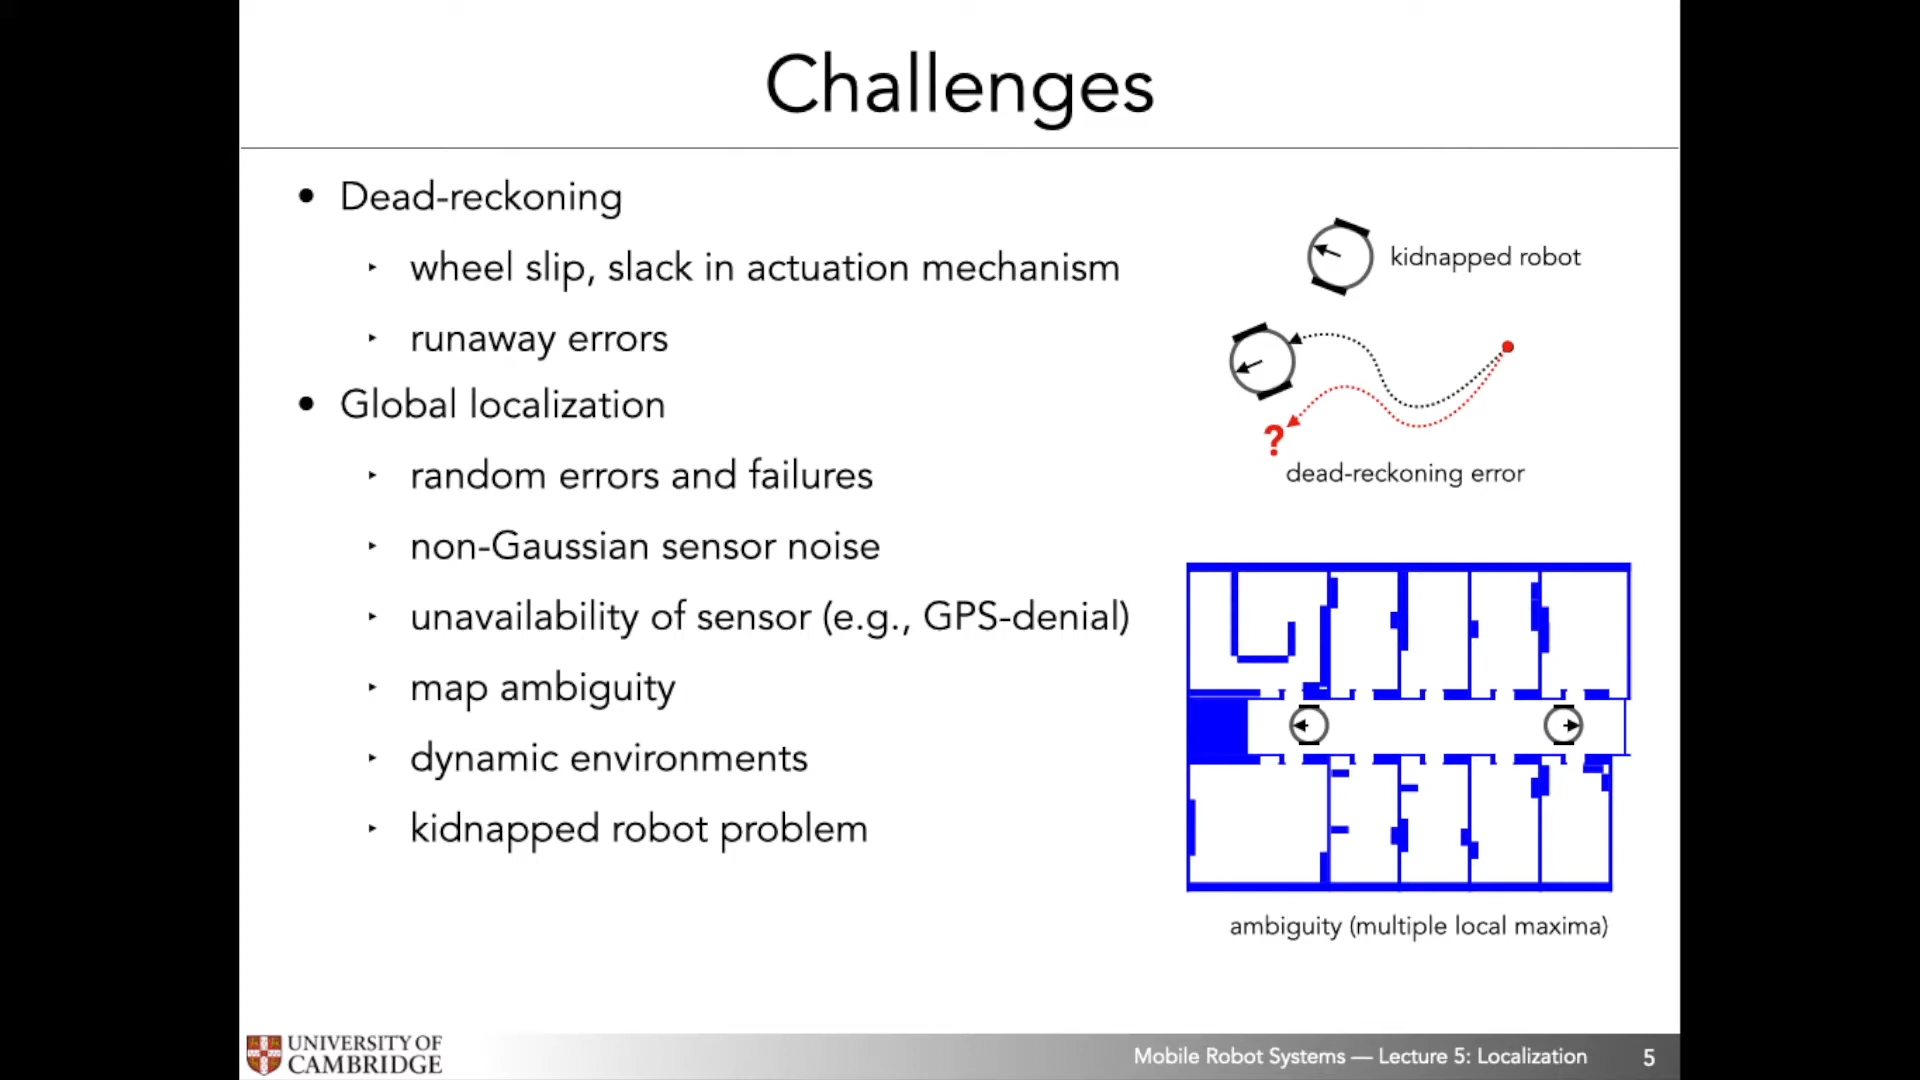 Challenges
• Dead-reckoning
‣ wheel slip, slack in actuation mechanism
‣ runaway errors
• Global localization
‣ random errors and failures
‣ non-Gaussian sensor noise
‣ unavailability of sensor (e.g., GPS-denial)
‣ map ambiguity
‣ dynamic environments
‣ kidnapped robot problem
kidnapped robot
?
dead-reckoning error
ambiguity (multiple local maxima)
UNIVERSITY OF
CAMBRIDGE
Mobile Robot Systems — Lecture 5: Localization 5